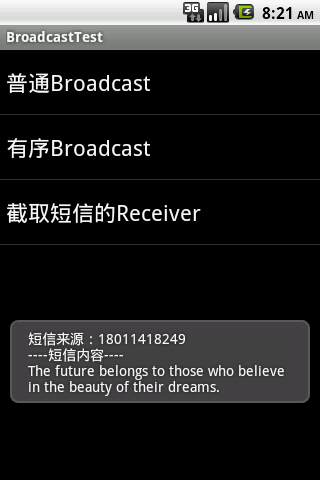 3G
8:21 AM
BroadcastTest
普通Broadcast
有序Broadcast
截取短信的Receiver
短信来源：18011418249
----短信内容----
The future belongs to those who believe
in the beauty of their dreams.